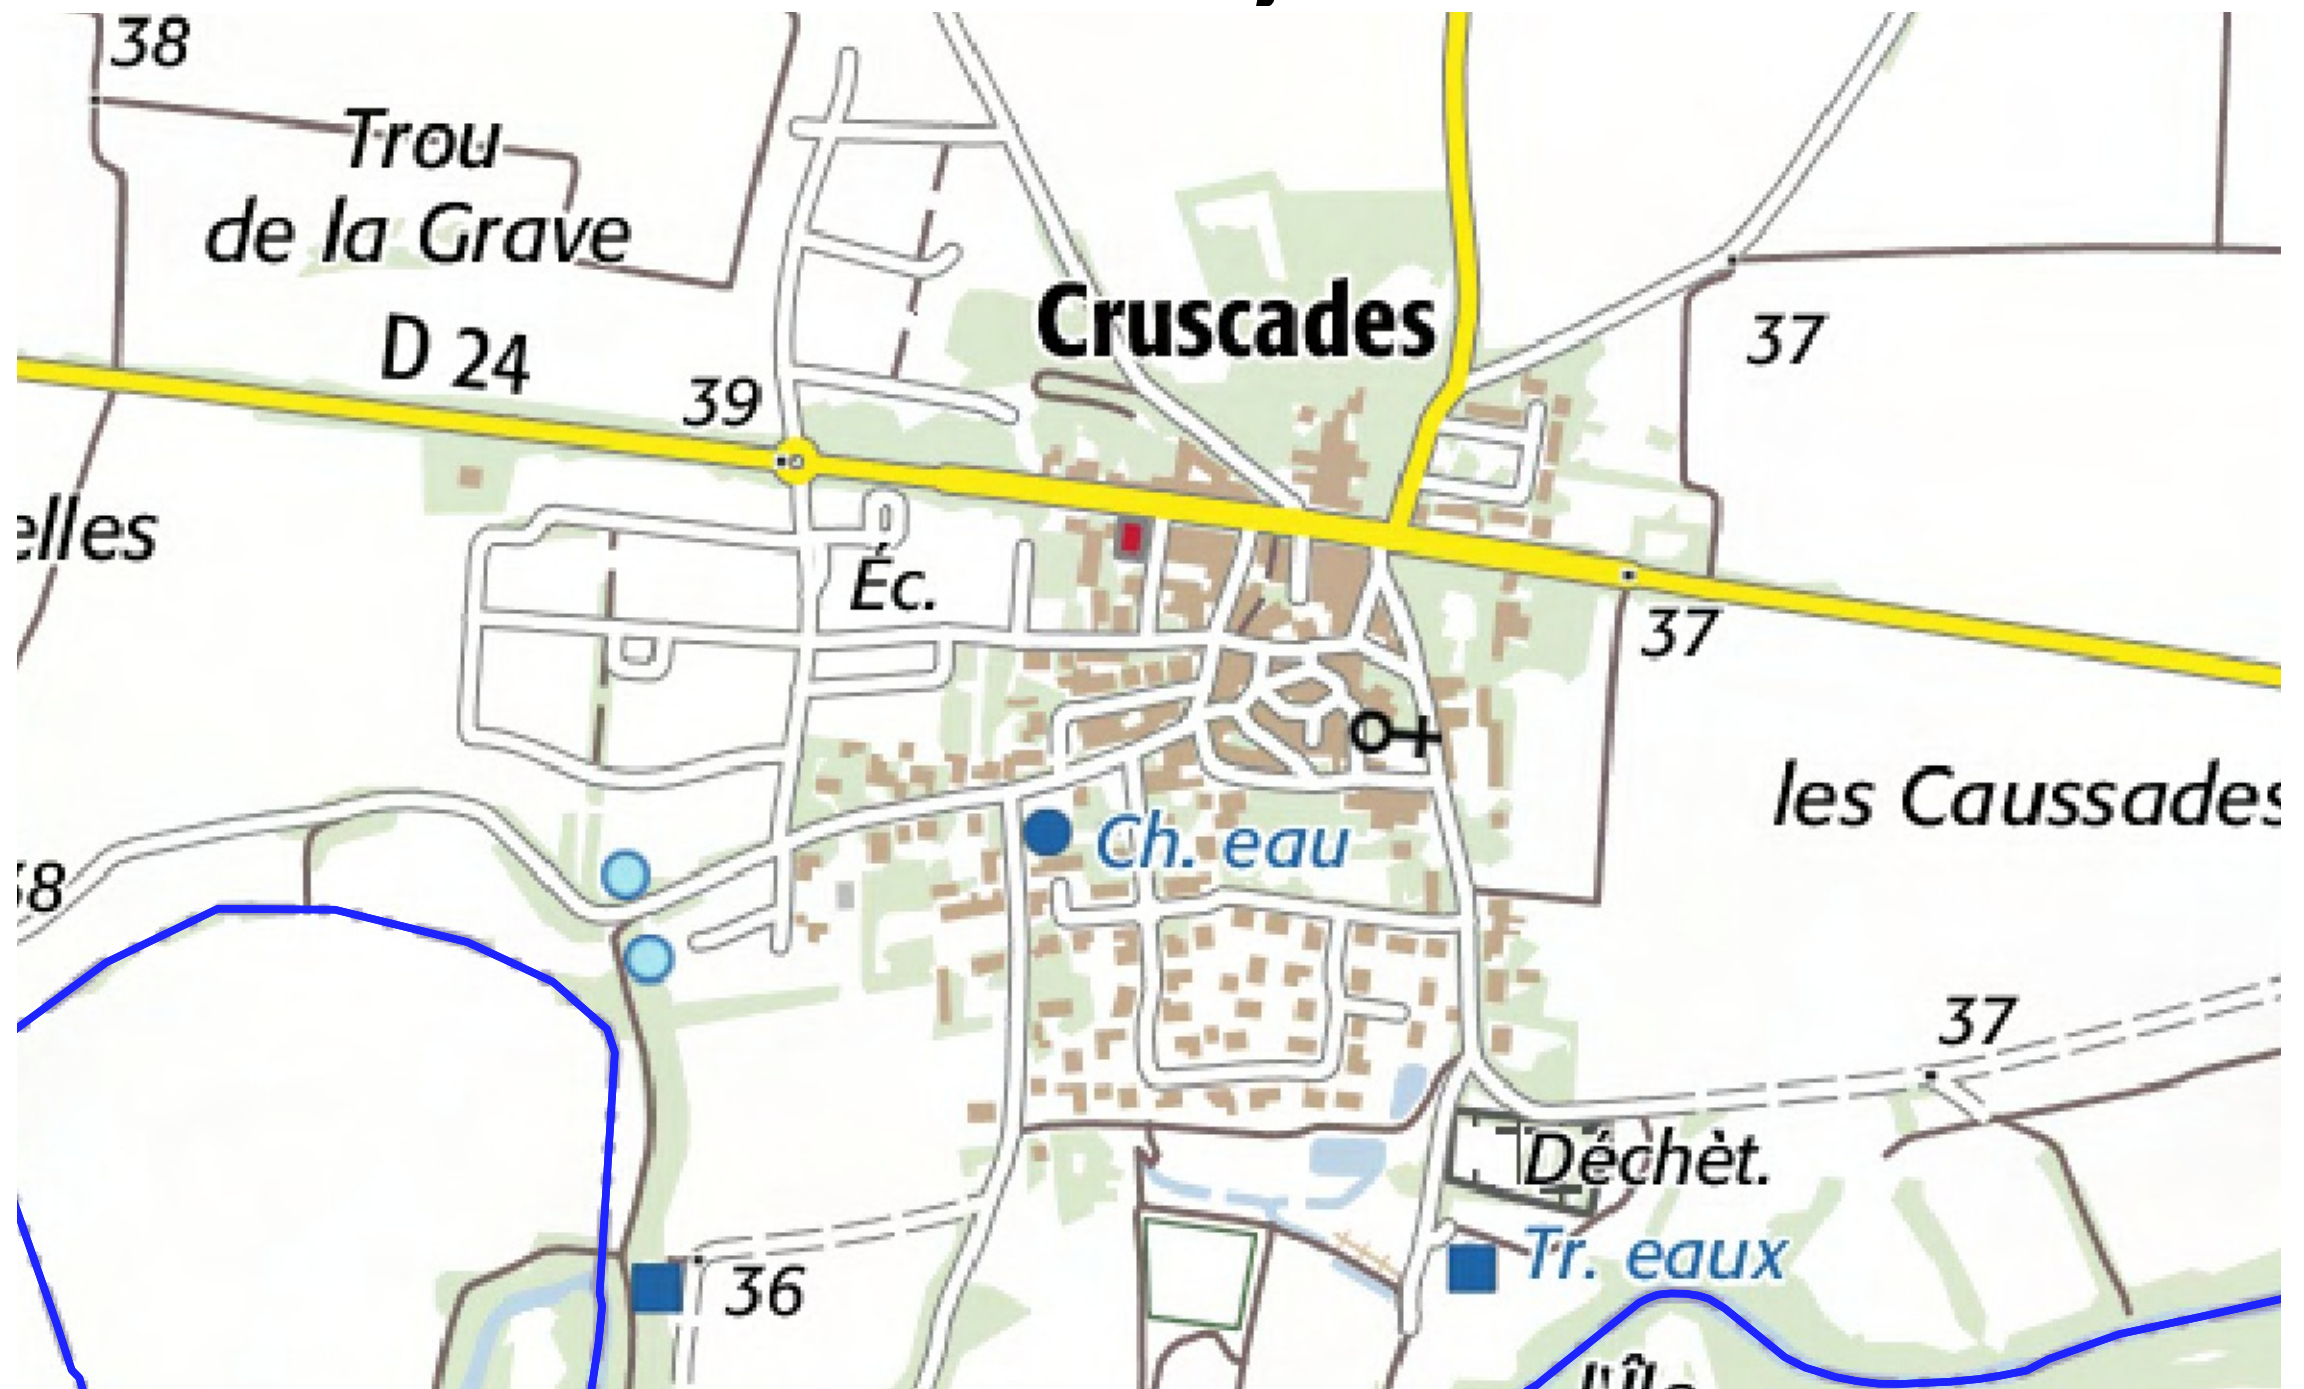 38
Trou
de la Grave
Cruscades
D 24
39
37
elles
Éc.
37
les Caussades
Ch. eau
37
Déchèt.
Tr. eaux
36